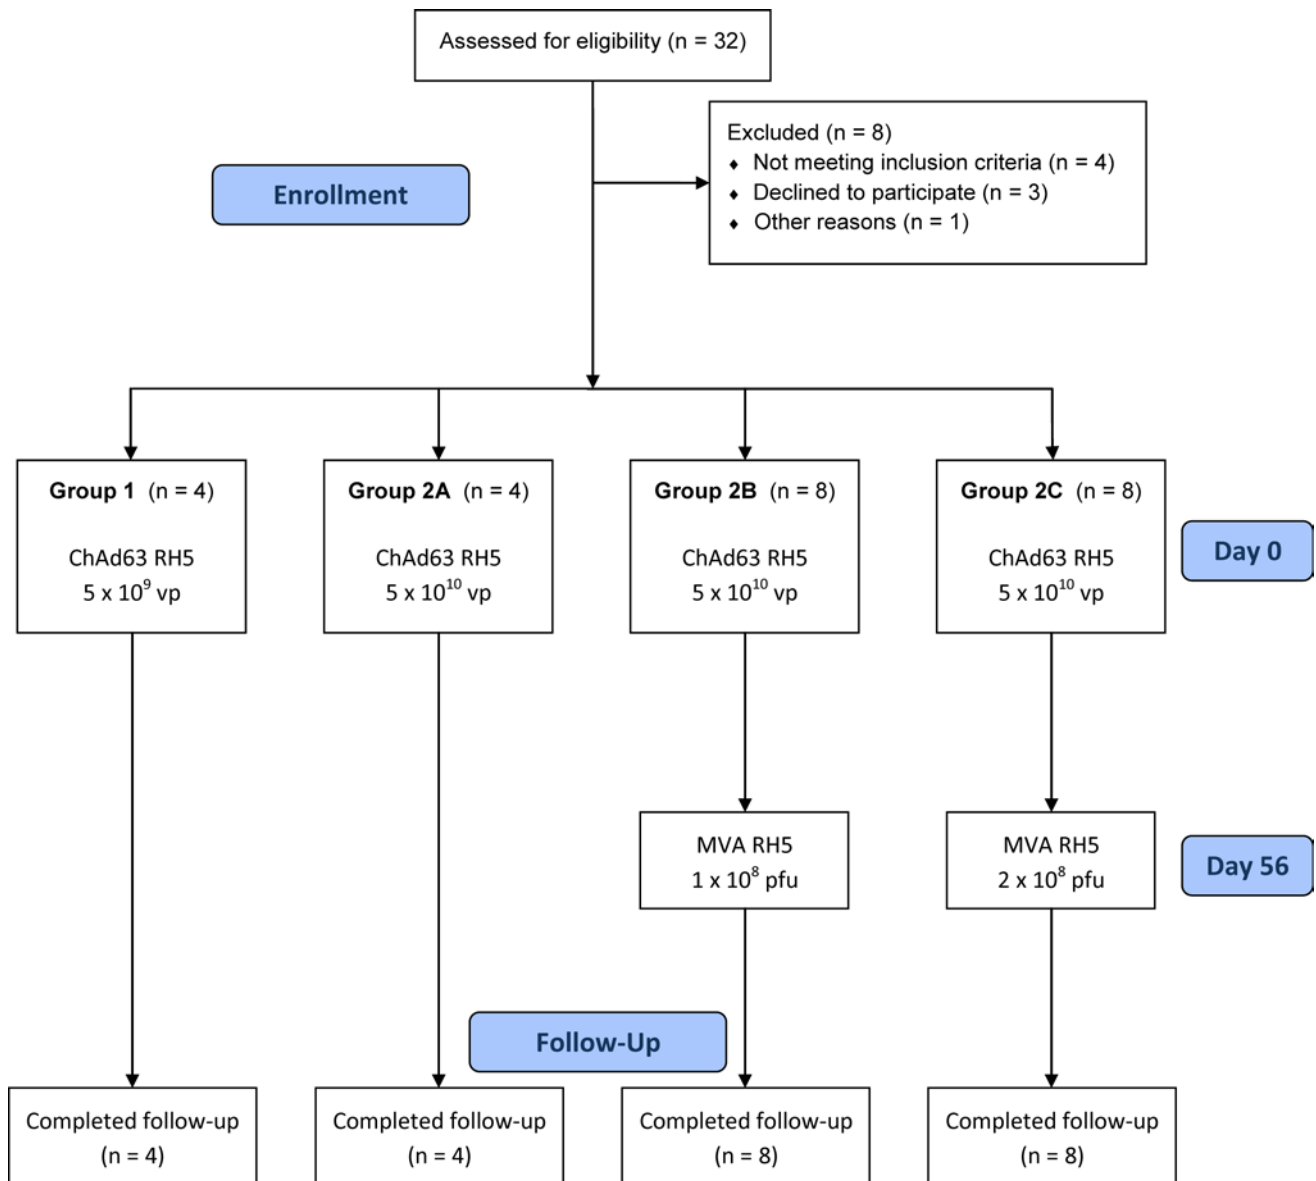 Assessed for eligibility (n = 32)
Excluded (n = 8)
♦ Not meeting inclusion criteria (n = 4)
♦ Declined to participate (n = 3)
♦ Other reasons (n = 1)
Enrollment
Group 1 (n = 4)
ChAd63 RH5
5 x 10⁹ vp
Group 2A (n = 4)
ChAd63 RH5
5 x 10¹⁰ vp
Group 2B (n = 8)
ChAd63 RH5
5 x 10¹⁰ vp
Group 2C (n = 8)
ChAd63 RH5
5 x 10¹⁰ vp
Day 0
MVA RH5
1 x 10⁸ pfu
MVA RH5
2 x 10⁸ pfu
Day 56
Follow-Up
Completed follow-up
(n = 4)
Completed follow-up
(n = 4)
Completed follow-up
(n = 8)
Completed follow-up
(n = 8)